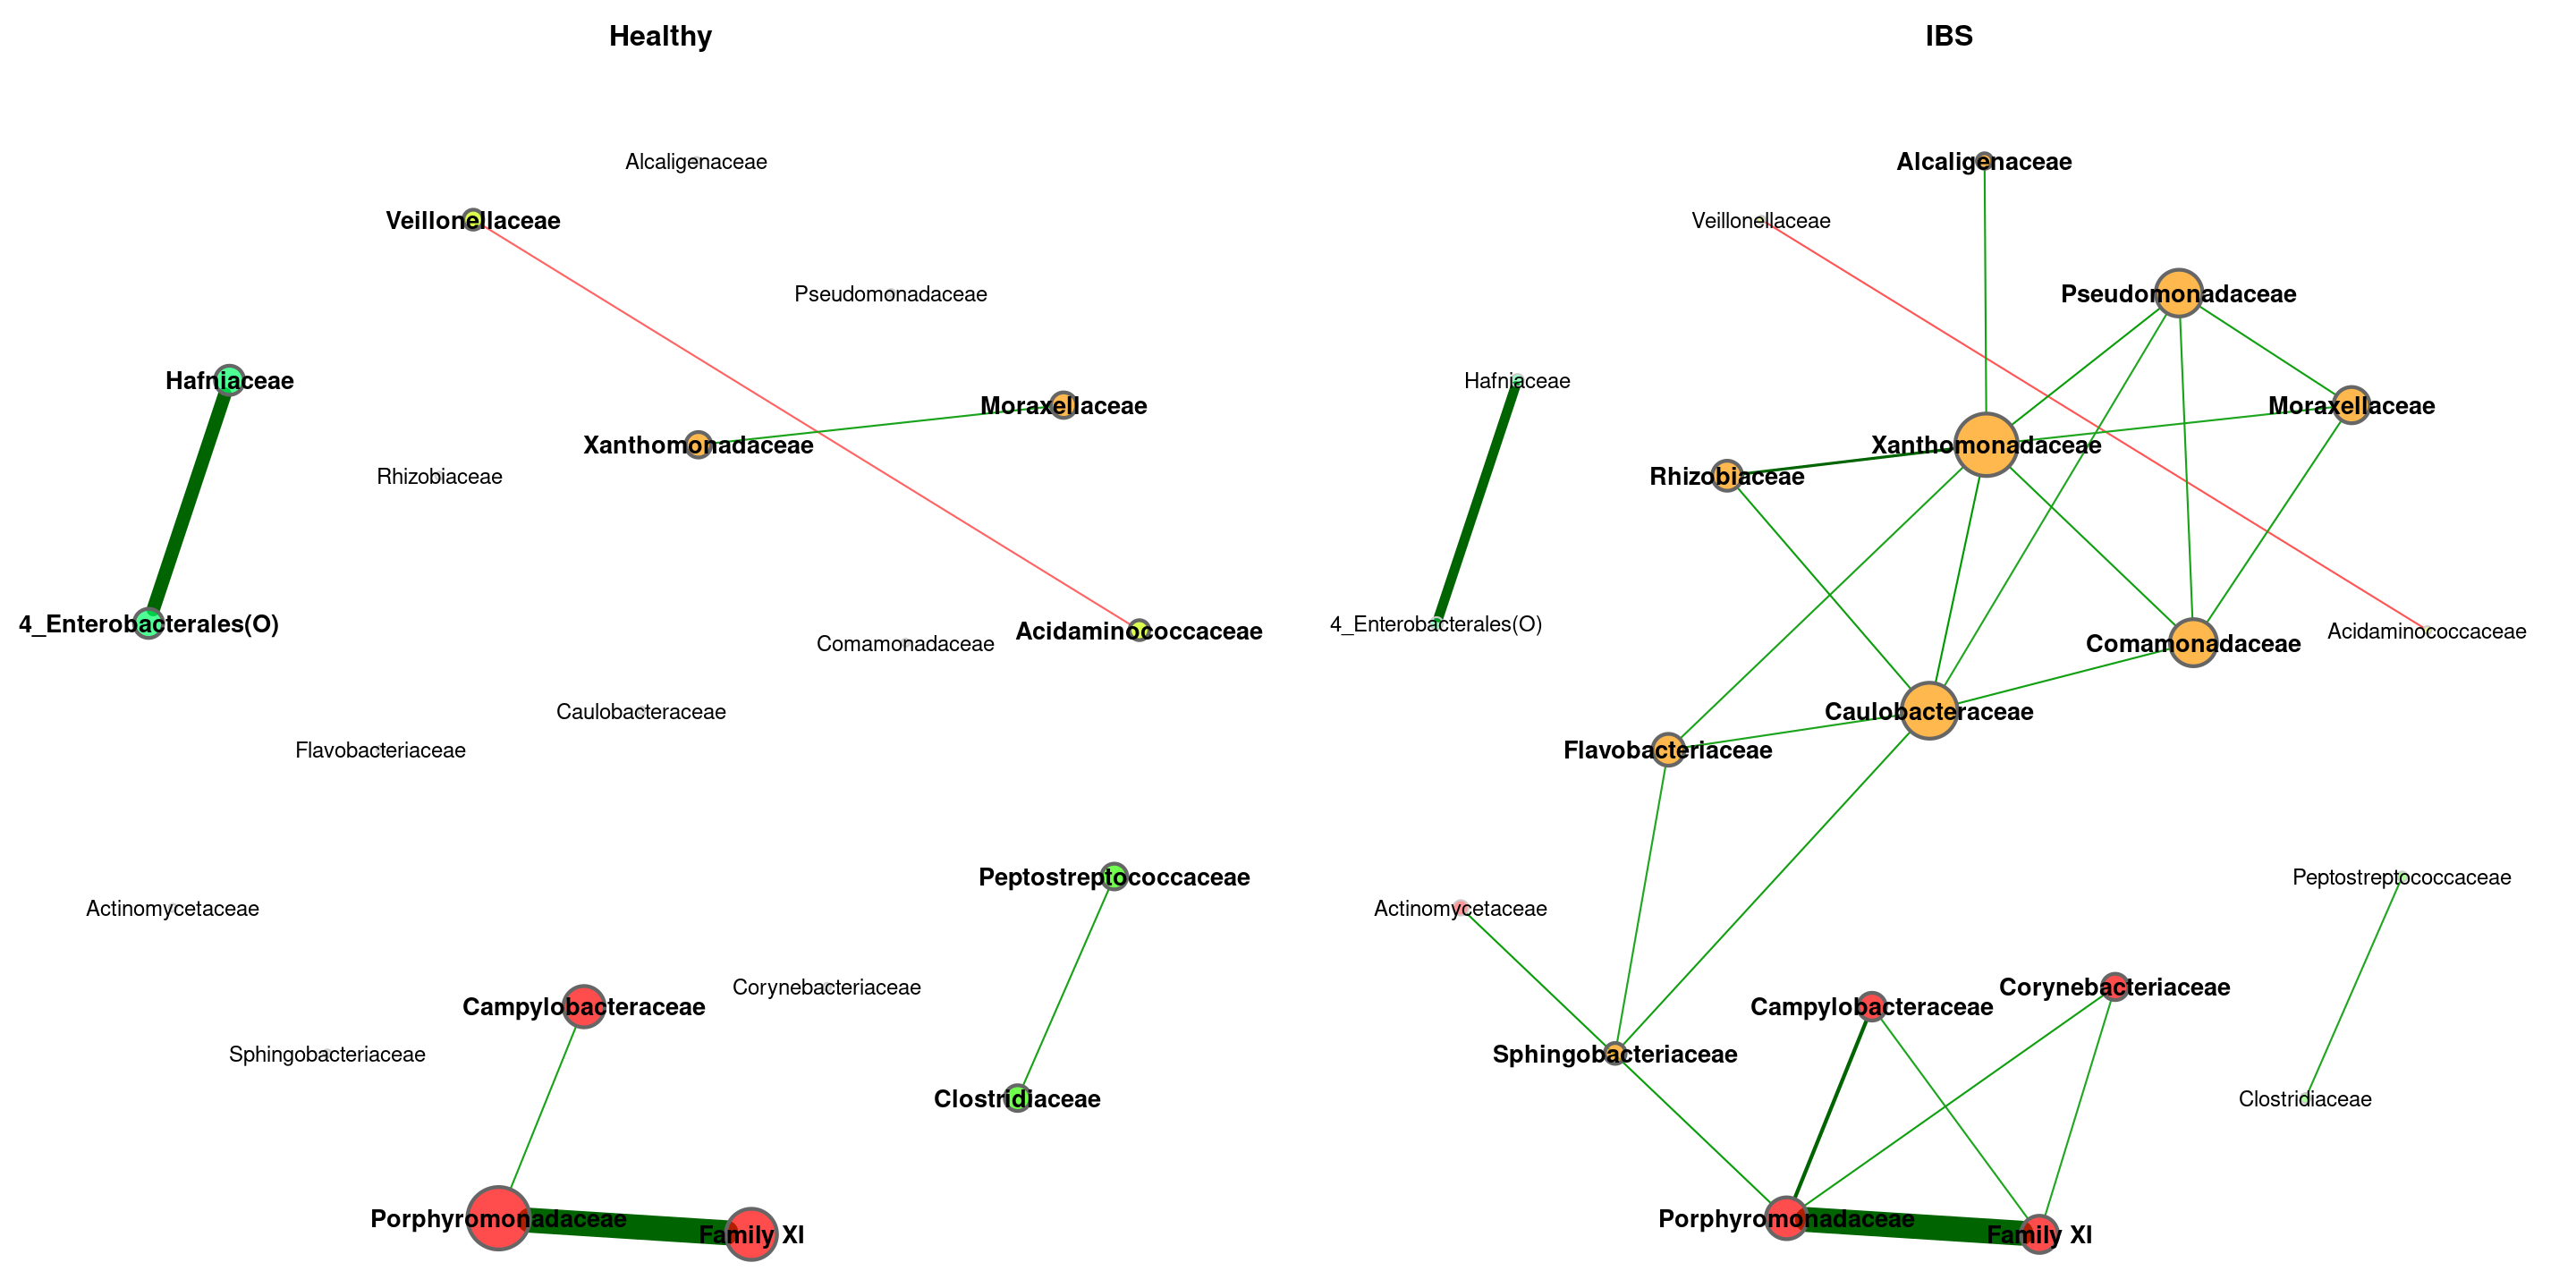 Healthy
Alcaligenaceae
Veillonellaceae
Pseudomonadaceae
Hafniaceae
Moraxellaceae
Xanthomonadaceae
Rhizobiaceae
4_Enterobacterales(O)
Acidaminococcaceae
Comamonadaceae
Caulobacteraceae
Flavobacteriaceae
Peptostreptococcaceae
Actinomycetaceae
Corynebacteriaceae
Campylobacteraceae
Sphingobacteriaceae
Clostridiaceae
Porphyromonadaceae
Family XI
IBS
Alcaligenaceae
Veillonellaceae
Pseudomonadaceae
Hafniaceae
Moraxellaceae
Xanthomonadaceae
Rhizobiaceae
4_Enterobacterales(O)
Acidaminococcaceae
Comamonadaceae
Caulobacteraceae
Flavobacteriaceae
Peptostreptococcaceae
Actinomycetaceae
Corynebacteriaceae
Campylobacteraceae
Sphingobacteriaceae
Clostridiaceae
Porphyromonadaceae
Family XI